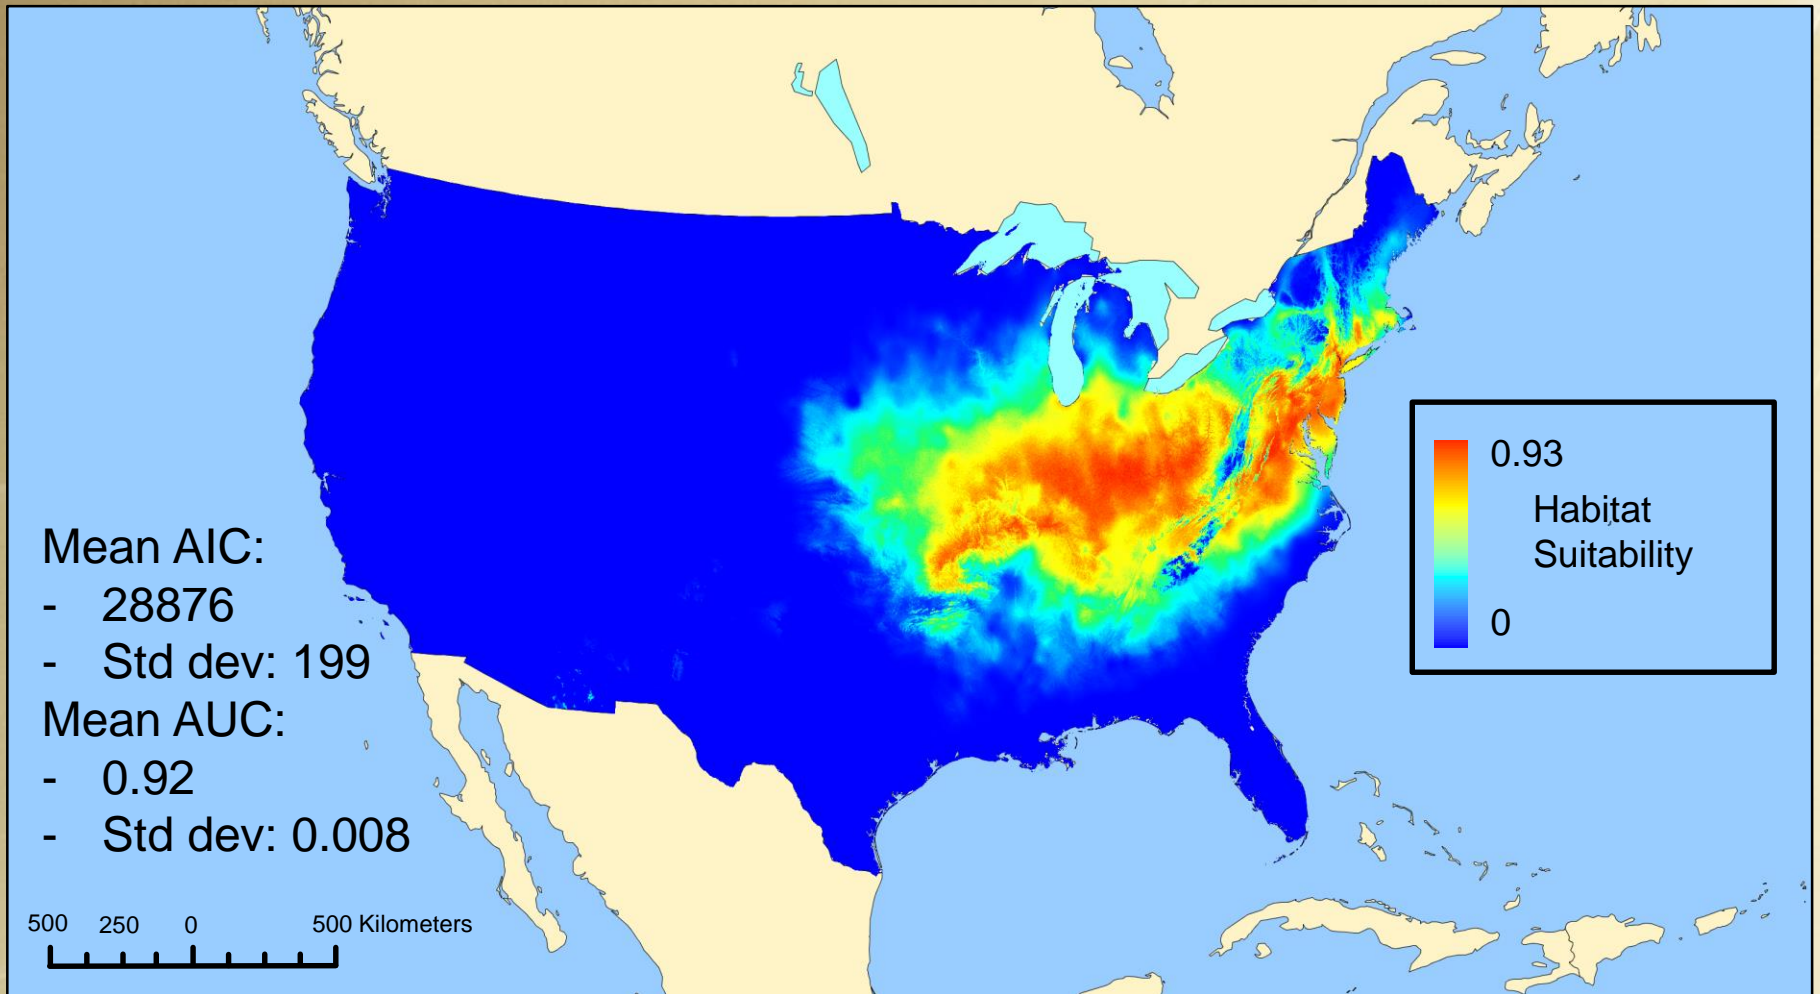 0.93
Habitat
Suitability
0
Mean AIC:
- 28876
- Std dev: 199
Mean AUC:
- 0.92
- Std dev: 0.008
500 250 0 500 Kilometers